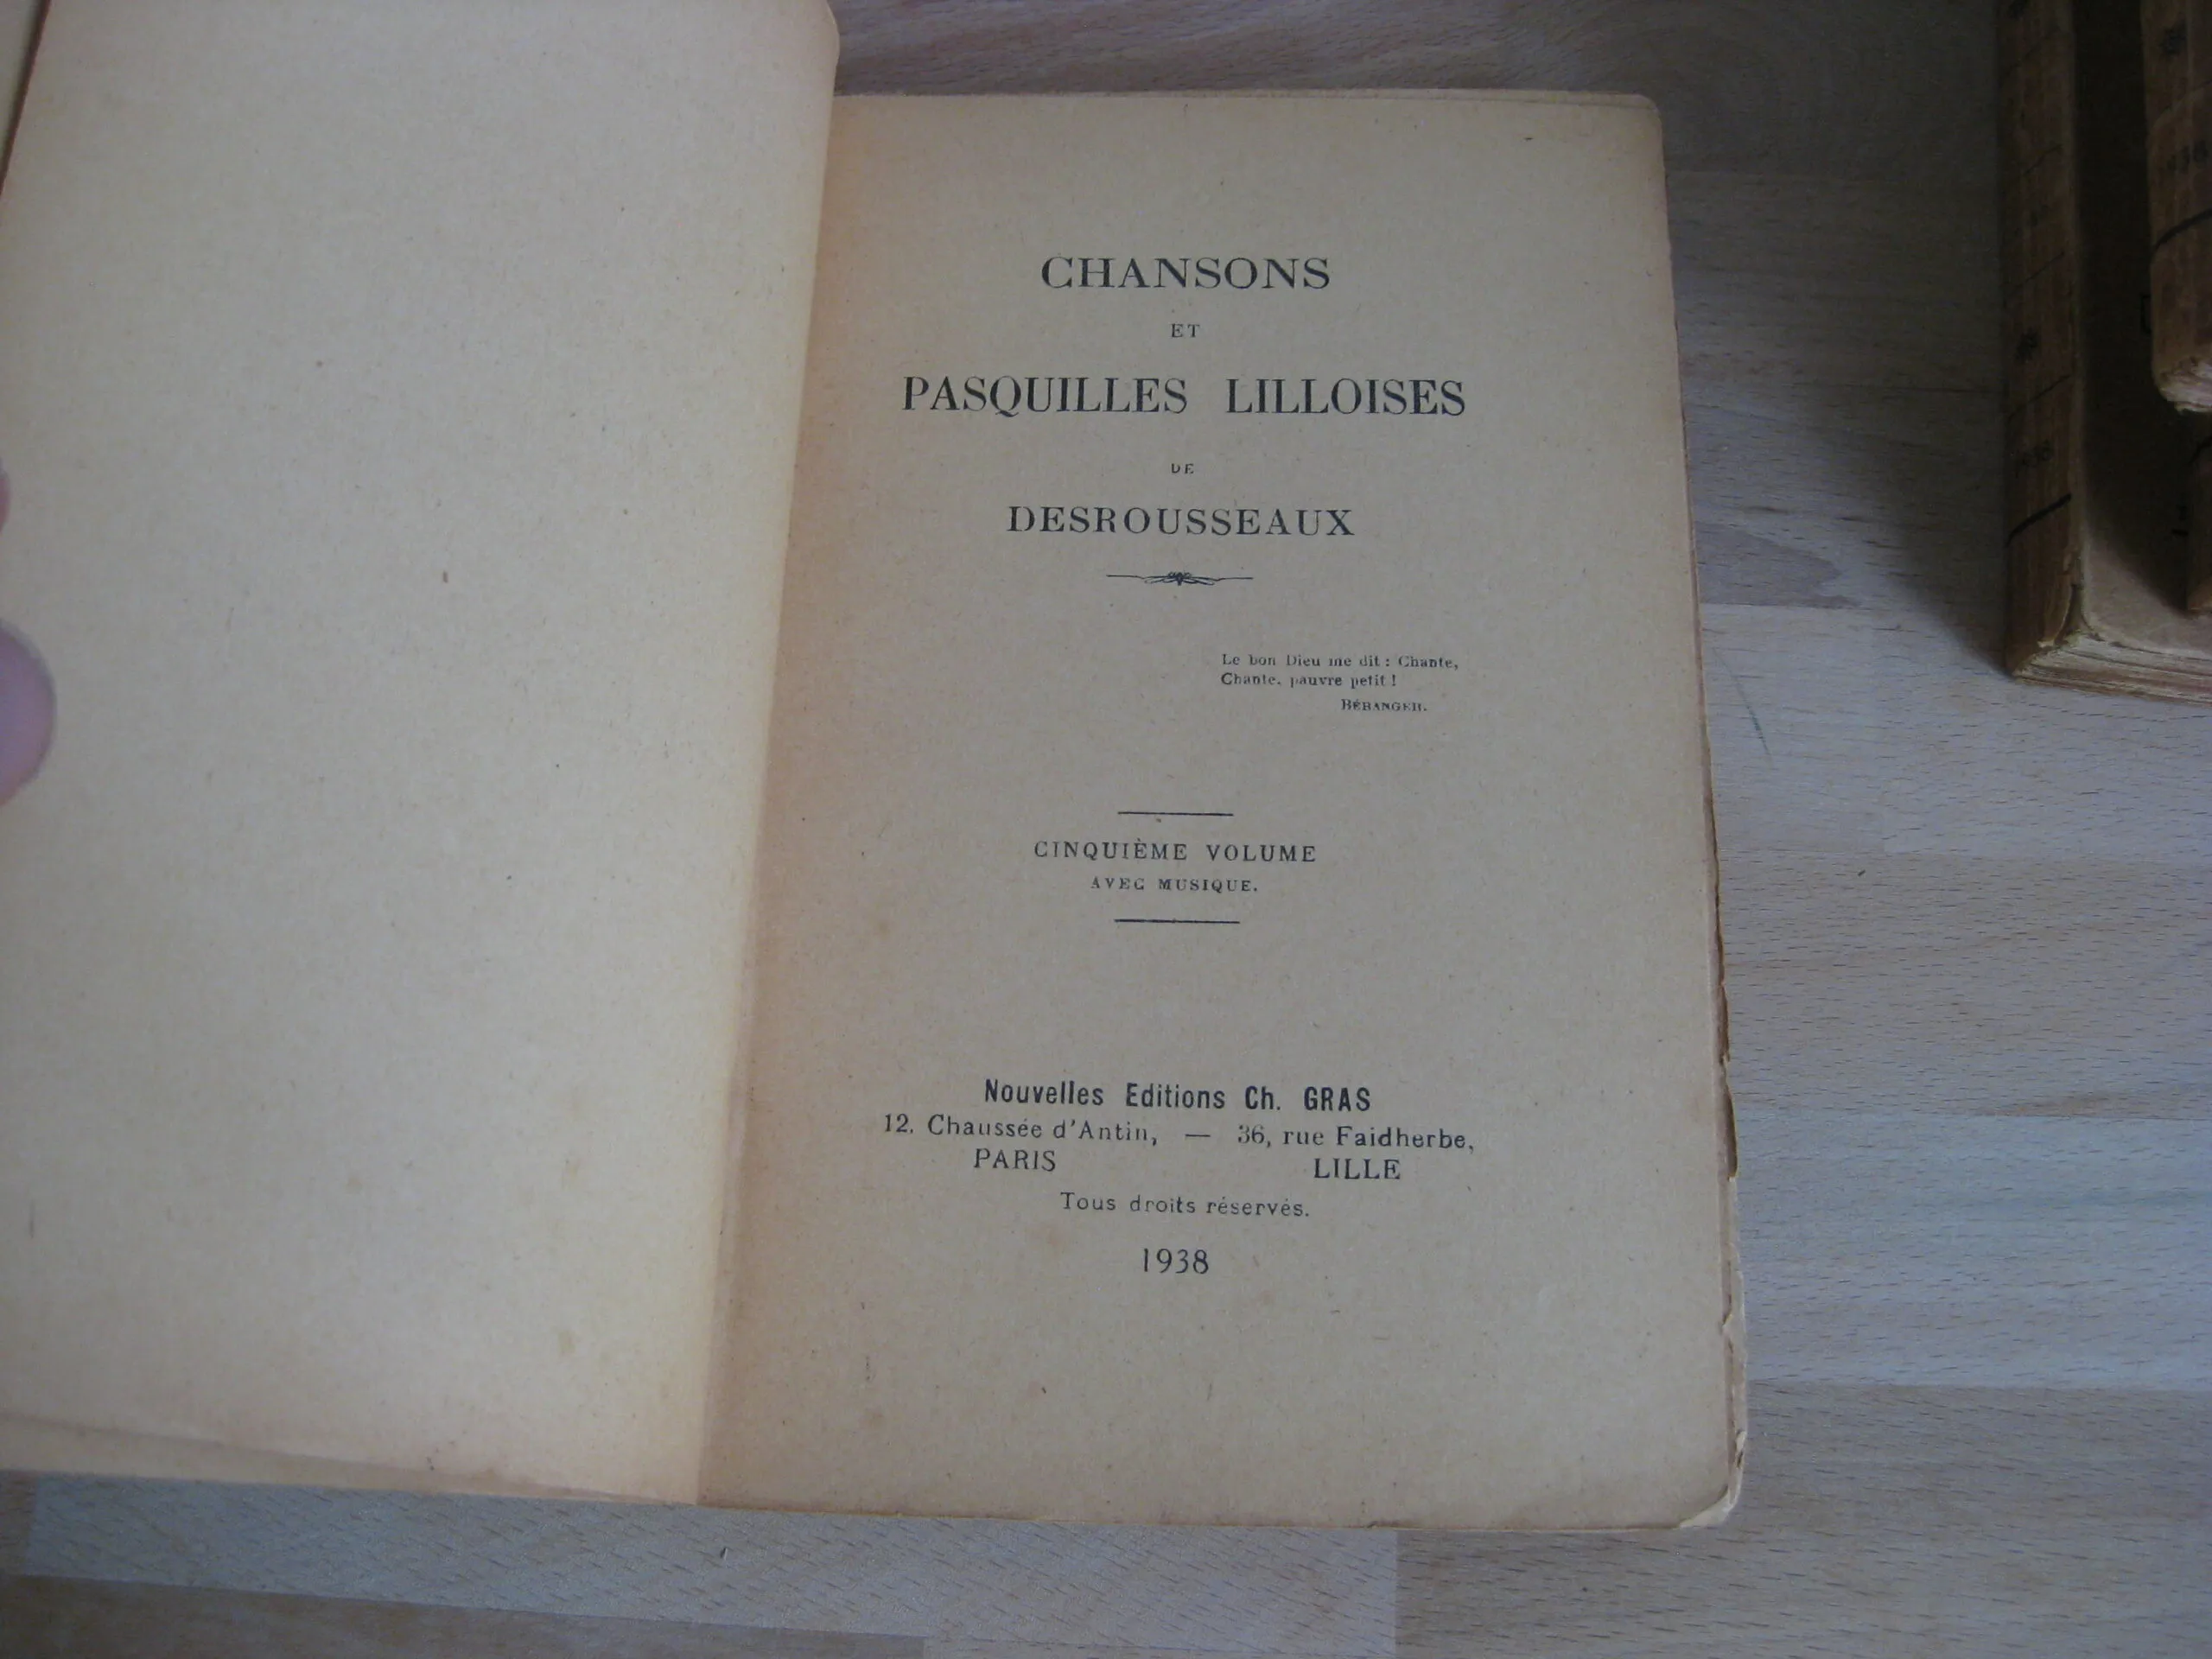 CHANSONS
ET
PASQUILLES LILLOISES
DE
DESROUSSEAUX
Le bon Dieu me dit : Chante,
Chante, pauvre petit !
BÉRANGER.
CINQUIÈME VOLUME
AVEC MUSIQUE.
Nouvelles Editions Ch. GRAS
12. Chaussée d'Antin, — 36, rue Faidherbe,
PARIS LILLE
Tous droits réservés.
1938